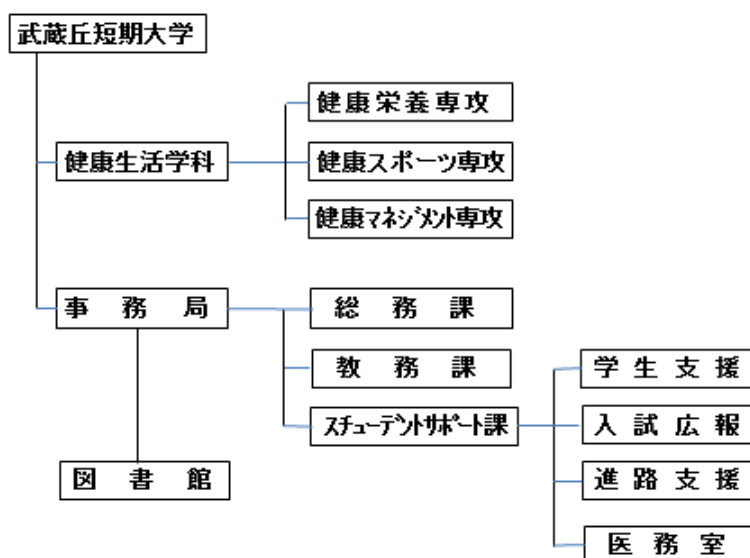 武蔵丘短期大学
健康栄養専攻
健康生活学科
健康スポーツ専攻
健康マネジメント専攻
事務局
総務課
教務課
学生支援
スチューデントサポート課
入試広報
図書館
進路支援
医務室